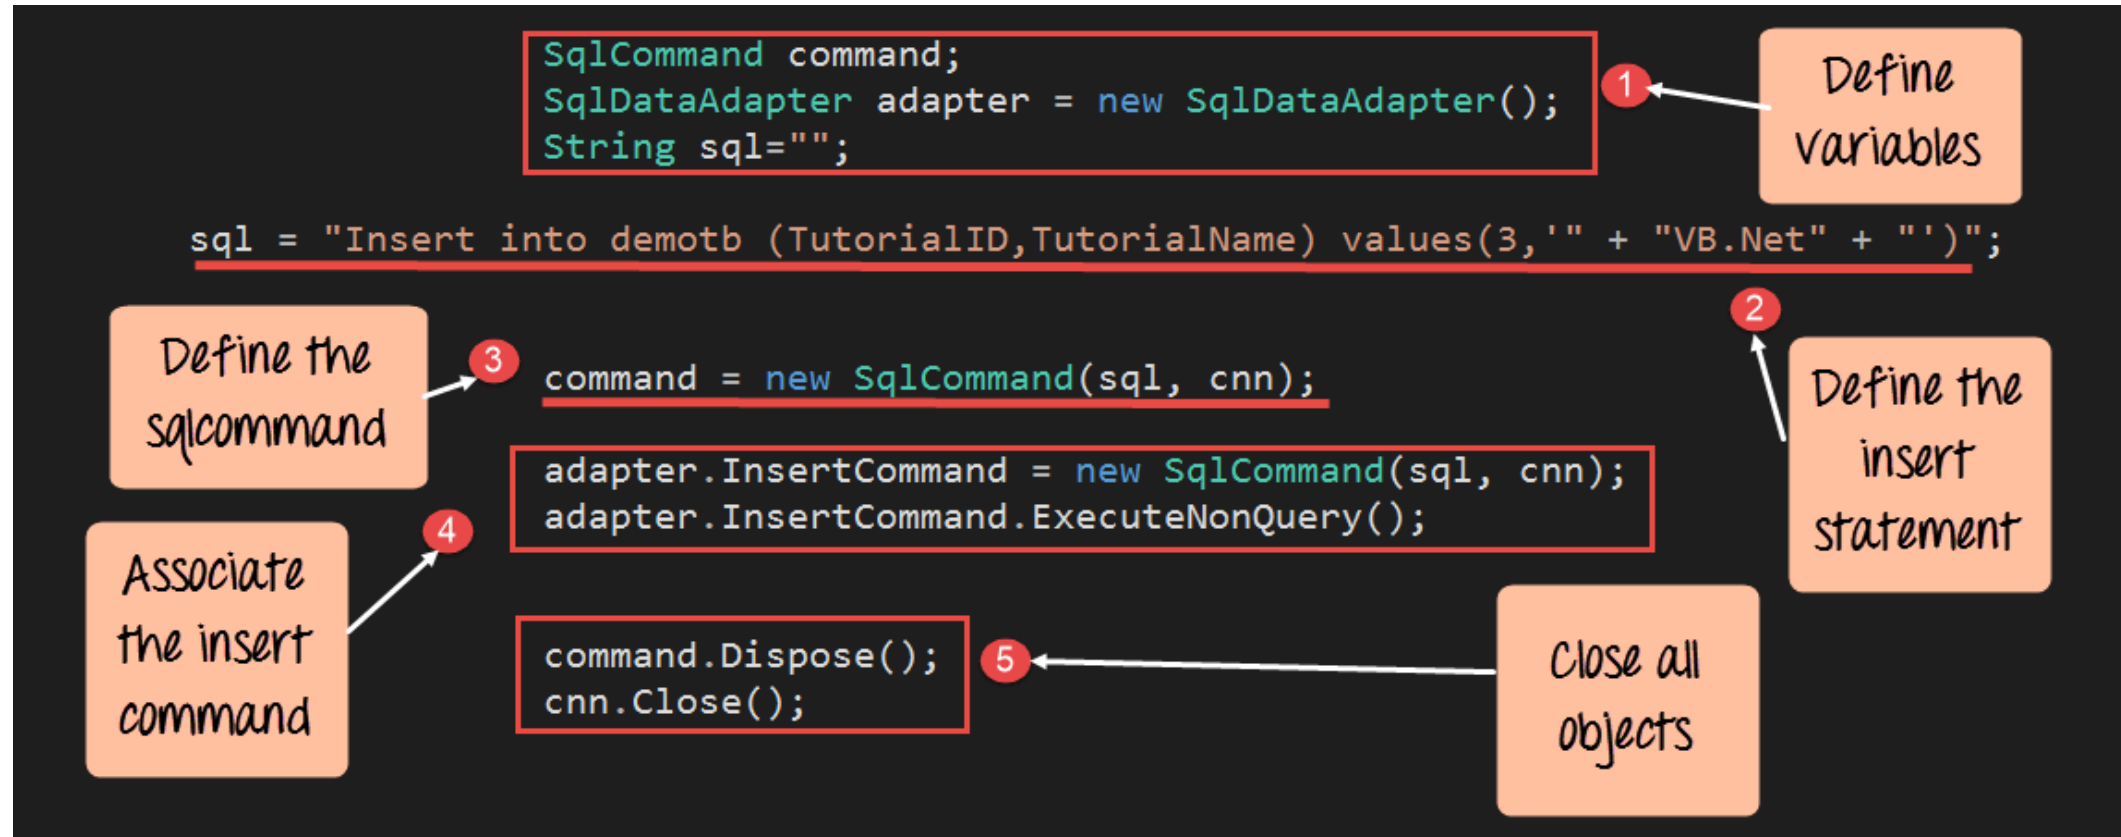 SqlCommand command;
SqlDataAdapter adapter = new SqlDataAdapter();
String sql="";
1
Define
variables
sql = "Insert into demotb (TutorialID,TutorialName) values(3,'" + "VB.Net" + "')";
2
Define the
insert
statement
Define the
sqlcommand
3
command = new SqlCommand(sql, cnn);
adapter.InsertCommand = new SqlCommand(sql, cnn);
adapter.InsertCommand.ExecuteNonQuery();
4
Associate
the insert
command
command.Dispose();
cnn.Close();
5
Close all
objects